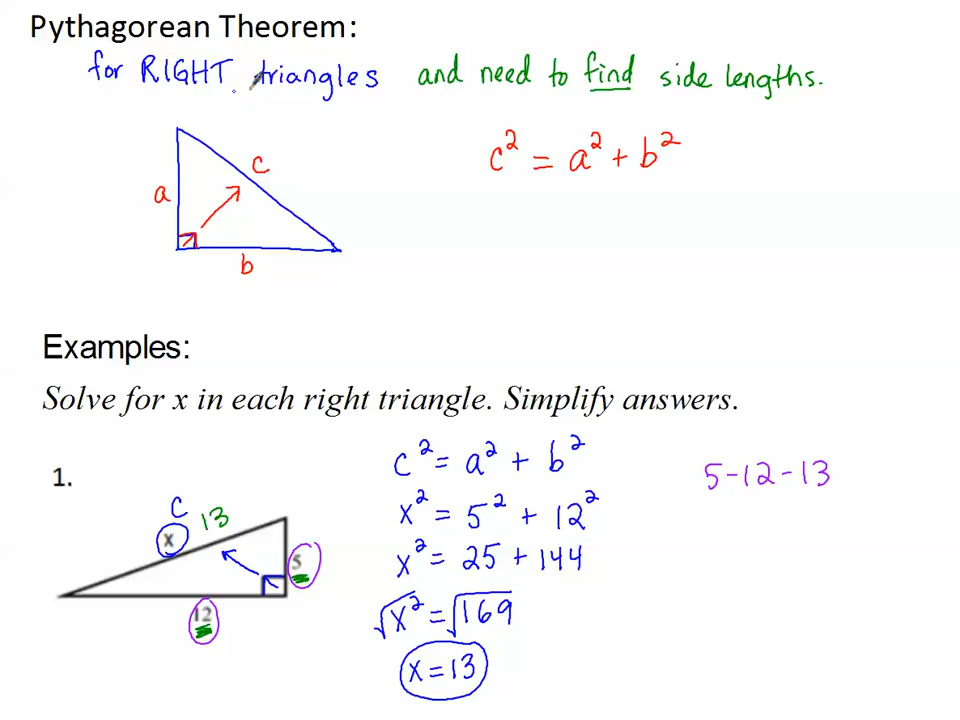 Pythagorean Theorem:
for RIGHT triangles and need to find side lengths.
c² = a² + b²
c
a
b
Examples:
Solve for x in each right triangle. Simplify answers.
c² = a² + b²
1.
5-12-13
C
13
x
x² = 5² + 12²
5
x² = 25 + 144
12
√x² = √169
x = 13